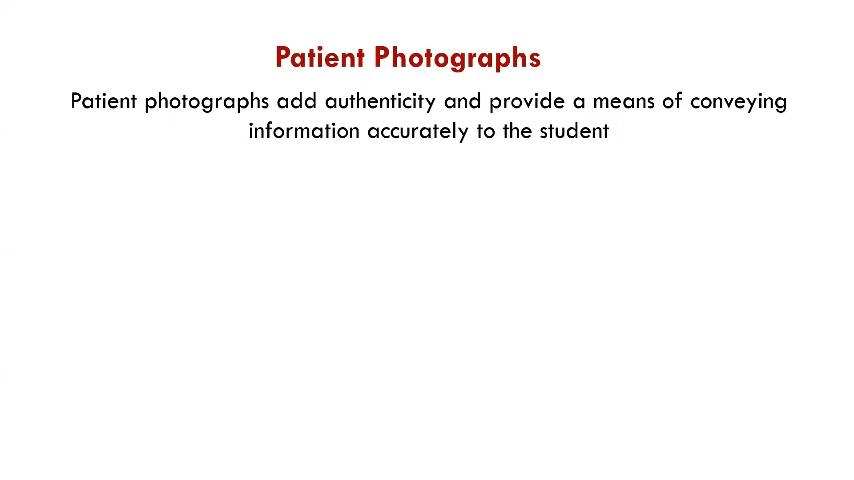 Patient Photographs
Patient photographs add authenticity and provide a means of conveying
information accurately to the student